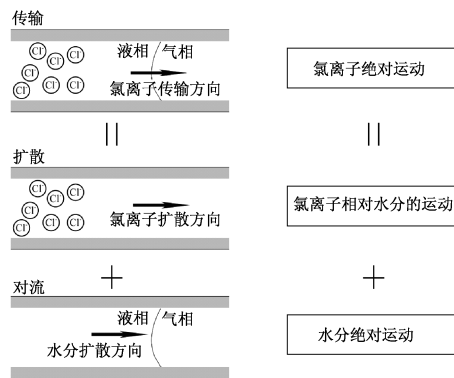 传输
Cl⁻ Cl⁻ Cl⁻ Cl⁻ Cl⁻ Cl⁻ Cl⁻
液相 气相
氯离子传输方向
氯离子绝对运动
=
=
扩散
Cl⁻ Cl⁻ Cl⁻ Cl⁻ Cl⁻ Cl⁻ Cl⁻
氯离子扩散方向
氯离子相对水分的运动
+
+
对流
液相 气相
水分扩散方向
水分绝对运动